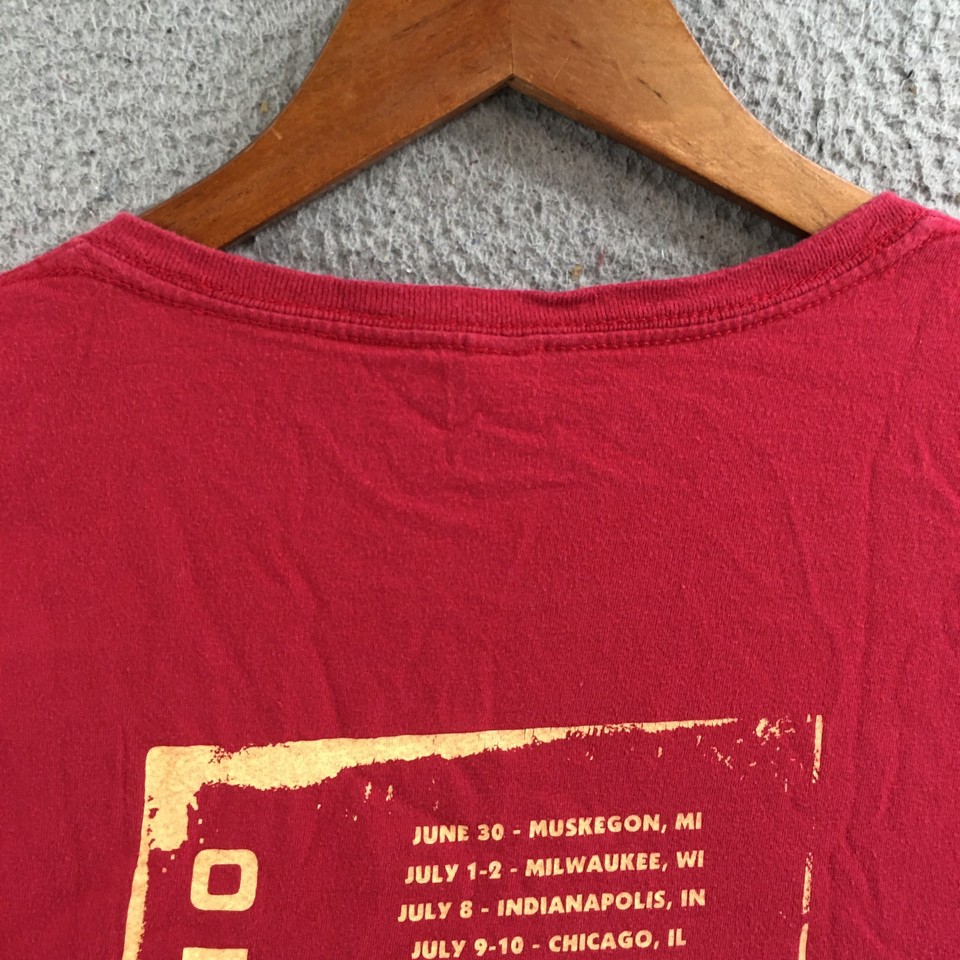 JUNE 30 - MUSKEGON, MI
JULY 1-2 - MILWAUKEE, WI
JULY 8 - INDIANAPOLIS, IN
JULY 9-10 - CHICAGO, IL